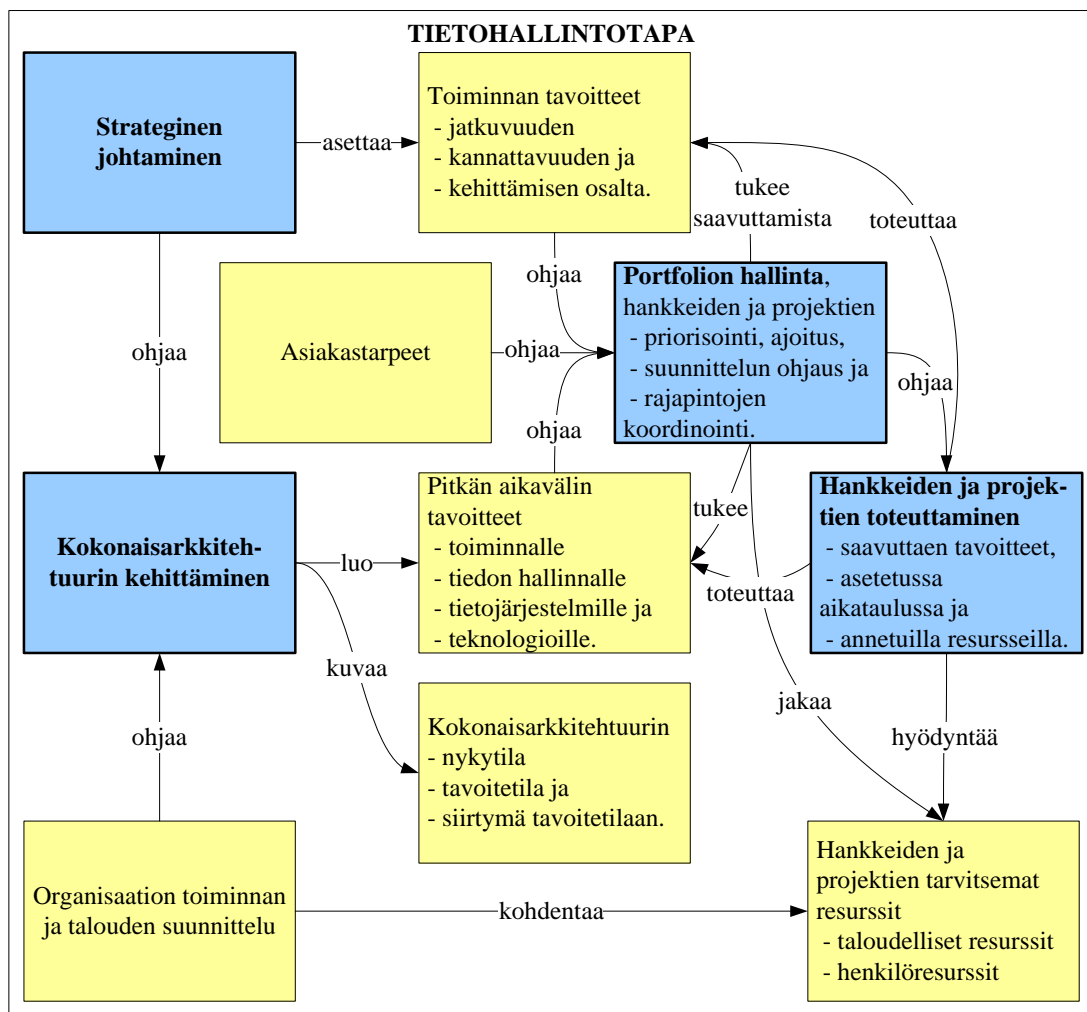 TIETOHALLINTOTAPA
Strateginen
johtaminen
asettaa
Toiminnan tavoitteet
- jatkuvuuden
- kannattavuuden ja
- kehittämisen osalta.
tukee
saavuttamista
toteuttaa
ohjaa
Asiakastarpeet
ohjaa
ohjaa
Portfolion hallinta,
hankkeiden ja projektien
- priorisointi, ajoitus,
- suunnittelun ohjaus ja
- rajapintojen
koordinointi.
ohjaa
ohjaa
Kokonaisarkkiteh-
tuurin kehittäminen
luo
Pitkän aikavälin
tavoitteet
- toiminnalle
- tiedon hallinnalle
- tietojärjestelmille ja
- teknologioille.
tukee
toteuttaa
Hankkeiden ja projek-
tien toteuttaminen
- saavuttaen tavoitteet,
- asetetussa
aikataulussa ja
- annetuilla resursseilla.
kuvaa
jakaa
hyödyntää
ohjaa
Kokonaisarkkitehtuurin
- nykytila
- tavoitetila ja
- siirtymä tavoitetilaan.
Organisaation toiminnan
ja talouden suunnittelu
kohdentaa
Hankkeiden ja
projektien tarvitsemat
resurssit
- taloudelliset resurssit
- henkilöresurssit